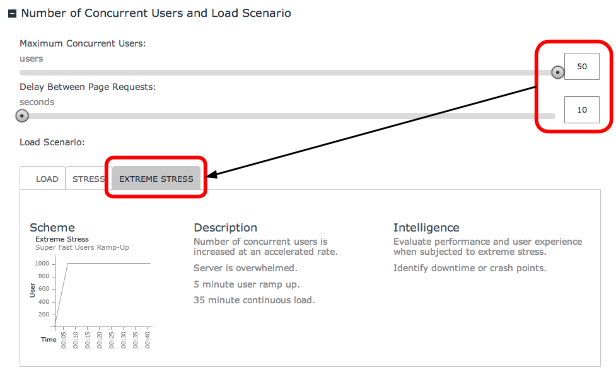 Number of Concurrent Users and Load Scenario
Maximum Concurrent Users:
users
50
Delay Between Page Requests:
seconds
10
Load Scenario:
LOAD
STRESS
EXTREME STRESS
Scheme
Extreme Stress
Super Fast Users Ramp-Up
1000
800
600
400
200
User
Time
00:05
00:10
00:15
00:20
00:25
00:30
00:35
00:40
Description
Number of concurrent users is
increased at an accelerated rate.
Server is overwhelmed.
5 minute user ramp up.
35 minute continuous load.
Intelligence
Evaluate performance and user experience
when subjected to extreme stress.
Identify downtime or crash points.